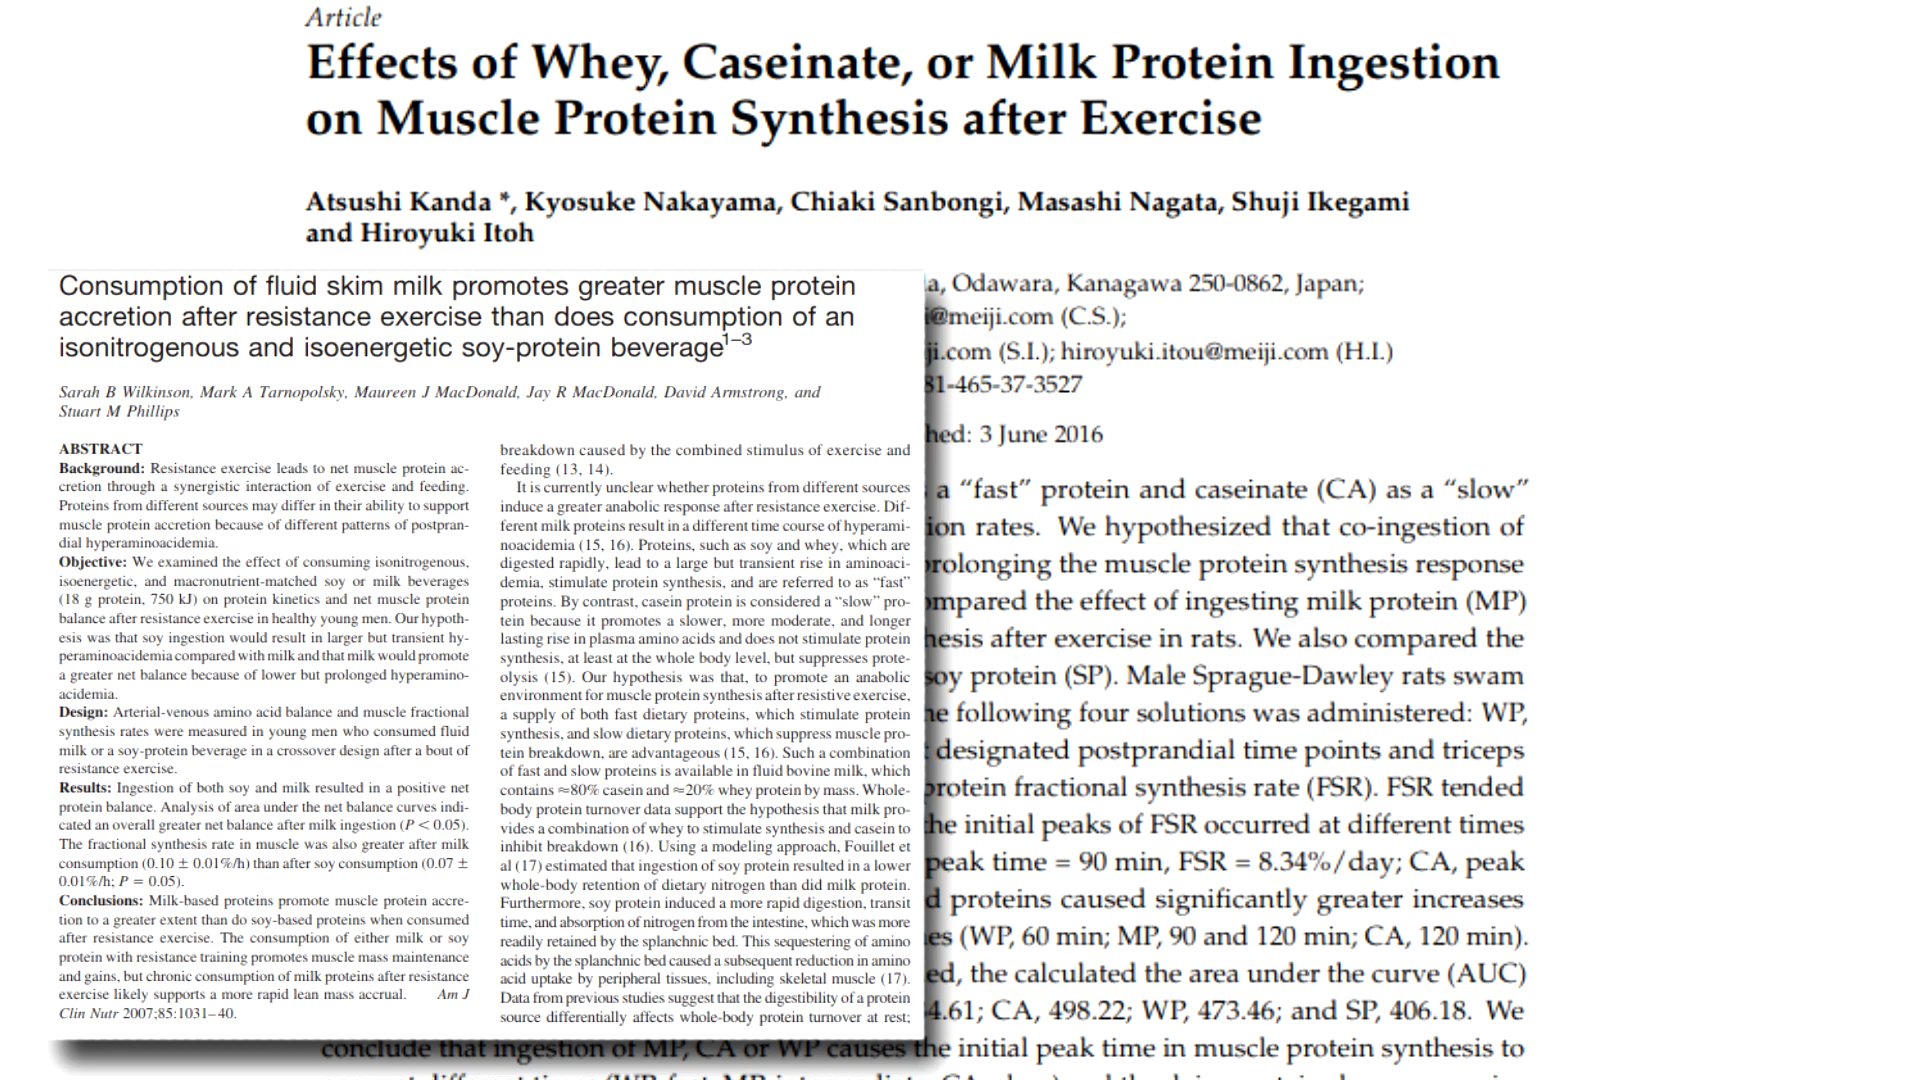 Article
Effects of Whey, Caseinate, or Milk Protein Ingestion
on Muscle Protein Synthesis after Exercise
Atsushi Kanda *, Kyosuke Nakayama, Chiaki Sanbongi, Masashi Nagata, Shuji Ikegami
and Hiroyuki Itoh
Consumption of fluid skim milk promotes greater muscle protein
accretion after resistance exercise than does consumption of an
isonitrogenous and isoenergetic soy-protein beverage1–3
Sarah B Wilkinson, Mark A Tarnopolsky, Maureen J MacDonald, Jay R MacDonald, David Armstrong, and
Stuart M Phillips
ABSTRACT
Background: Resistance exercise leads to net muscle protein ac-
cretion through a synergistic interaction of exercise and feeding.
Proteins from different sources may differ in their ability to support
muscle protein accretion because of different patterns of postpran-
dial hyperaminoacidemia.
Objective: We examined the effect of consuming isonitrogenous,
isoenergetic, and macronutrient-matched soy or milk beverages
(18 g protein, 750 kJ) on protein kinetics and net muscle protein
balance after resistance exercise in healthy young men. Our hypoth-
esis was that soy ingestion would result in larger but transient hy-
peraminoacidemia compared with milk and that milk would promote
a greater net balance because of lower but prolonged hyperamino-
acidemia.
Design: Arterial-venous amino acid balance and muscle fractional
synthesis rates were measured in young men who consumed fluid
milk or a soy-protein beverage in a crossover design after a bout of
resistance exercise.
Results: Ingestion of both soy and milk resulted in a positive net
protein balance. Analysis of area under the net balance curves indi-
cated an overall greater net balance after milk ingestion (P < 0.05).
The fractional synthesis rate in muscle was also greater after milk
consumption (0.10 ± 0.01%/h) than after soy consumption (0.07 ±
0.01%/h; P = 0.05).
Conclusions: Milk-based proteins promote muscle protein accre-
tion to a greater extent than do soy-based proteins when consumed
after resistance exercise. The consumption of either milk or soy
protein with resistance training promotes muscle mass maintenance
and gains, but chronic consumption of milk proteins after resistance
exercise likely supports a more rapid lean mass accrual. Am J
Clin Nutr 2007;85:1031–40.
breakdown caused by the combined stimulus of exercise and
feeding (13, 14).
It is currently unclear whether proteins from different sources
induce a greater anabolic response after resistance exercise. Dif-
ferent milk proteins result in a different time course of hyperami-
noacidemia (15, 16). Proteins, such as soy and whey, which are
digested rapidly, lead to a large but transient rise in aminoaci-
demia, stimulate protein synthesis, and are referred to as “fast”
proteins. By contrast, casein protein is considered a “slow” pro-
tein because it promotes a slower, more moderate, and longer
lasting rise in plasma amino acids and does not stimulate protein
synthesis, at least at the whole body level, but suppresses prote-
olysis (15). Our hypothesis was that, to promote an anabolic
environment for muscle protein synthesis after resistive exercise,
a supply of both fast dietary proteins, which stimulate protein
synthesis, and slow dietary proteins, which suppress muscle pro-
tein breakdown, are advantageous (15, 16). Such a combination
of fast and slow proteins is available in fluid bovine milk, which
contains ≈80% casein and ≈20% whey protein by mass. Whole-
body protein turnover data support the hypothesis that milk pro-
vides a combination of whey to stimulate synthesis and casein to
inhibit breakdown (16). Using a modeling approach, Fouillet et
al (17) estimated that ingestion of soy protein resulted in a lower
whole-body retention of dietary nitrogen than did milk protein.
Furthermore, soy protein induced a more rapid digestion, transit
time, and absorption of nitrogen from the intestine, which was more
readily retained by the splanchnic bed. This sequestering of amino
acids by the splanchnic bed caused a subsequent reduction in amino
acid uptake by peripheral tissues, including skeletal muscle (17).
Data from previous studies suggest that the digestibility of a protein
source differentially affects whole-body protein turnover at rest;
a, Odawara, Kanagawa 250-0862, Japan;
i@meiji.com (C.S.);
ji.com (S.I.); hiroyuki.itou@meiji.com (H.I.)
81-465-37-3527
hed: 3 June 2016
a “fast” protein and caseinate (CA) as a “slow”
ion rates. We hypothesized that co-ingestion of
rolonging the muscle protein synthesis response
ompared the effect of ingesting milk protein (MP)
hesis after exercise in rats. We also compared the
soy protein (SP). Male Sprague-Dawley rats swam
he following four solutions was administered: WP,
designated postprandial time points and triceps
protein fractional synthesis rate (FSR). FSR tended
the initial peaks of FSR occurred at different times
peak time = 90 min, FSR = 8.34%/day; CA, peak
d proteins caused significantly greater increases
es (WP, 60 min; MP, 90 and 120 min; CA, 120 min).
ed, the calculated the area under the curve (AUC)
4.61; CA, 498.22; WP, 473.46; and SP, 406.18. We
conclude that ingestion of MP, CA or WP causes the initial peak time in muscle protein synthesis to